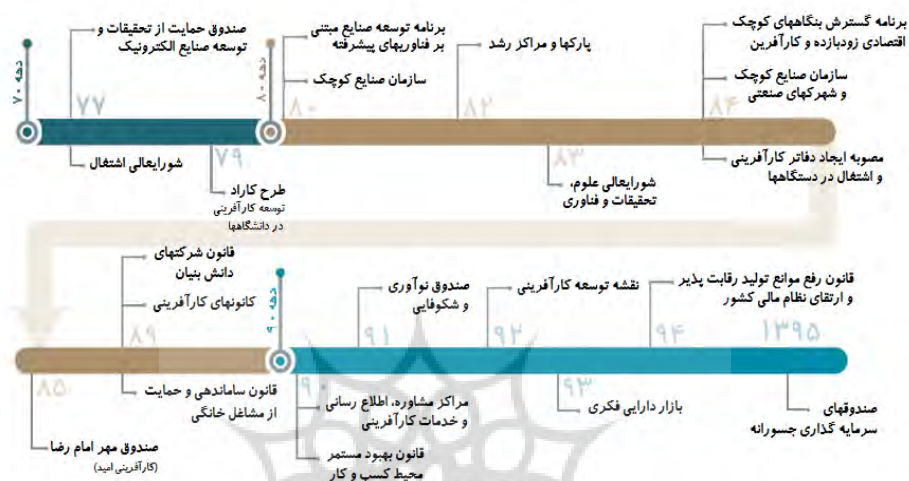 دهه ۷۰
صندوق حمایت از تحقیقات و
توسعه صنایع الکترونیک
۷۷
شورایعالی اشتغال
۷۹
طرح کاراد
توسعه کارآفرینی
در دانشگاهها
دهه ۸۰
برنامه توسعه صنایع مبتنی
بر فناوریهای پیشرفته
سازمان صنایع کوچک
۸۰
پارکها و مراکز رشد
۸۲
۸۳
شورایعالی علوم،
تحقیقات و فناوری
برنامه گسترش بنگاههای کوچک
اقتصادی زودبازده و کارآفرین
سازمان صنایع کوچک
و شهرکهای صنعتی
۸۴
مصوبه ایجاد دفاتر کارآفرینی
و اشتغال در دستگاهها
۸۵
صندوق مهر امام رضا
(کارآفرینی امید)
قانون شرکتهای
دانش بنیان
کانونهای کارآفرینی
۸۹
قانون ساماندهی و حمایت
از مشاغل خانگی
دهه ۹۰
۹۰
مراکز مشاوره، اطلاع رسانی
و خدمات کارآفرینی
قانون بهبود مستمر
محیط کسب و کار
صندوق نوآوری
و شکوفایی
۹۱
نقشه توسعه کارآفرینی
۹۲
۹۳
بازار دارایی فکری
قانون رفع موانع تولید رقابت پذیر
و ارتقای نظام مالی کشور
۹۴
۱۳۹۵
صندوقهای
سرمایه گذاری جسورانه